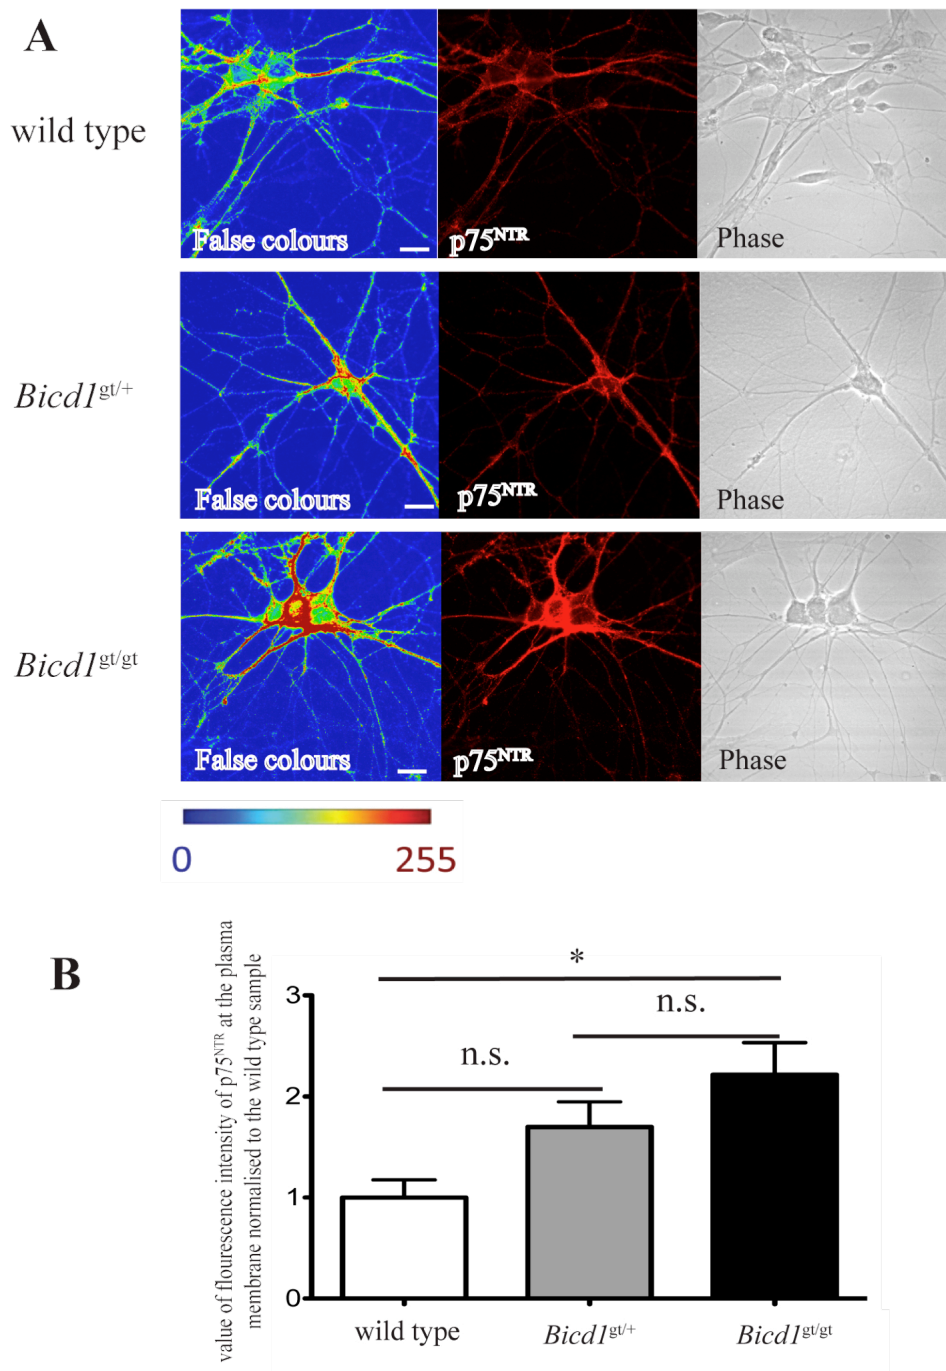 A
wild type
False colours
p75NTR
Phase
Bicd1gt/+
False colours
p75NTR
Phase
Bicd1gt/gt
False colours
p75NTR
Phase
0 255
B
value of flourescence intensity of p75NTR at the plasma
membrane normalised to the wild type sample
*
n.s.
n.s.
3
2
1
0
wild type Bicd1gt/+ Bicd1gt/gt